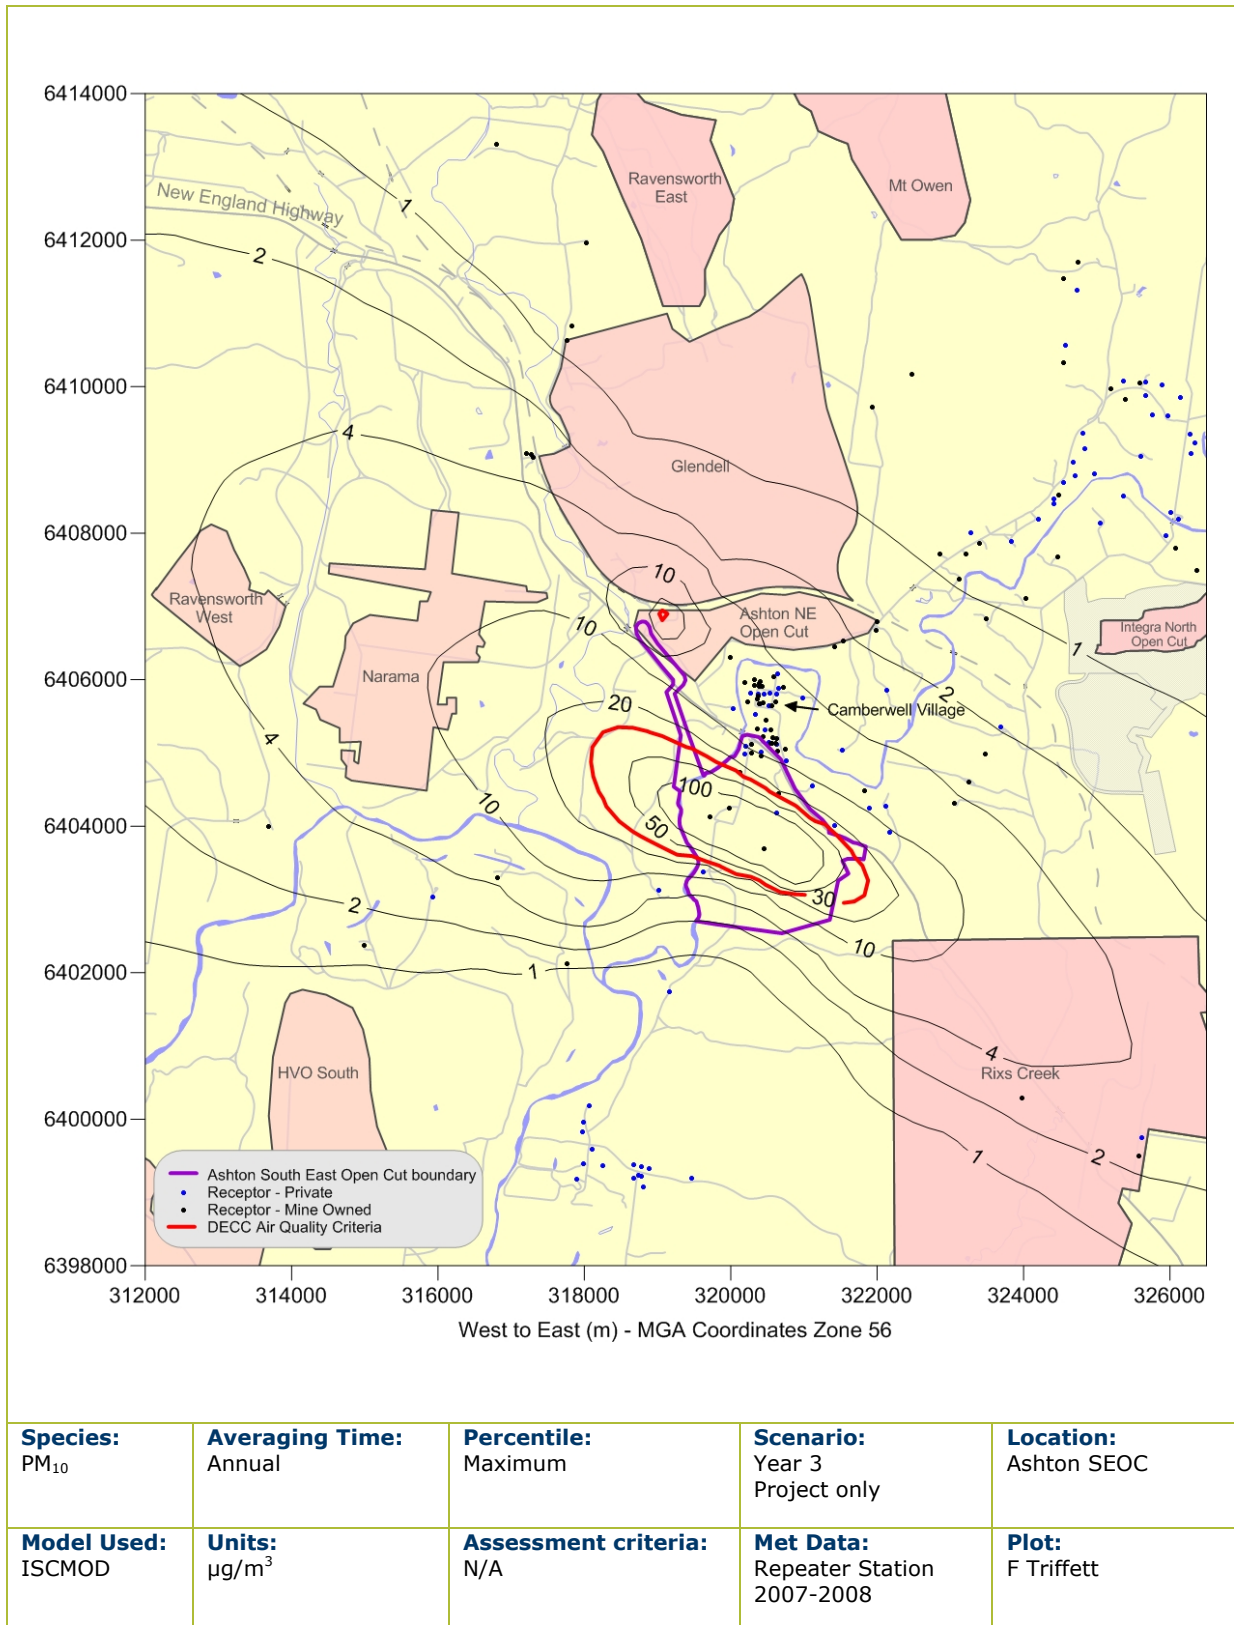 6414000
6412000
6410000
6408000
6406000
6404000
6402000
6400000
6398000
312000 314000 316000 318000 320000 322000 324000 326000
West to East (m) - MGA Coordinates Zone 56
New England Highway
Ravensworth
East
Mt Owen
Glendell
Ravensworth
West
Narama
Ashton NE
Open Cut
Integra North
Open Cut
Camberwell Village
HVO South
Rixs Creek
1
2
4
10
10
20
4
10
100
50
30
10
2
1
2
1
4
2
1
Ashton South East Open Cut boundary
Receptor - Private
Receptor - Mine Owned
DECC Air Quality Criteria
Species:
PM10
Averaging Time:
Annual
Percentile:
Maximum
Scenario:
Year 3
Project only
Location:
Ashton SEOC
Model Used:
ISCMOD
Units:
µg/m³
Assessment criteria:
N/A
Met Data:
Repeater Station
2007-2008
Plot:
F Triffett